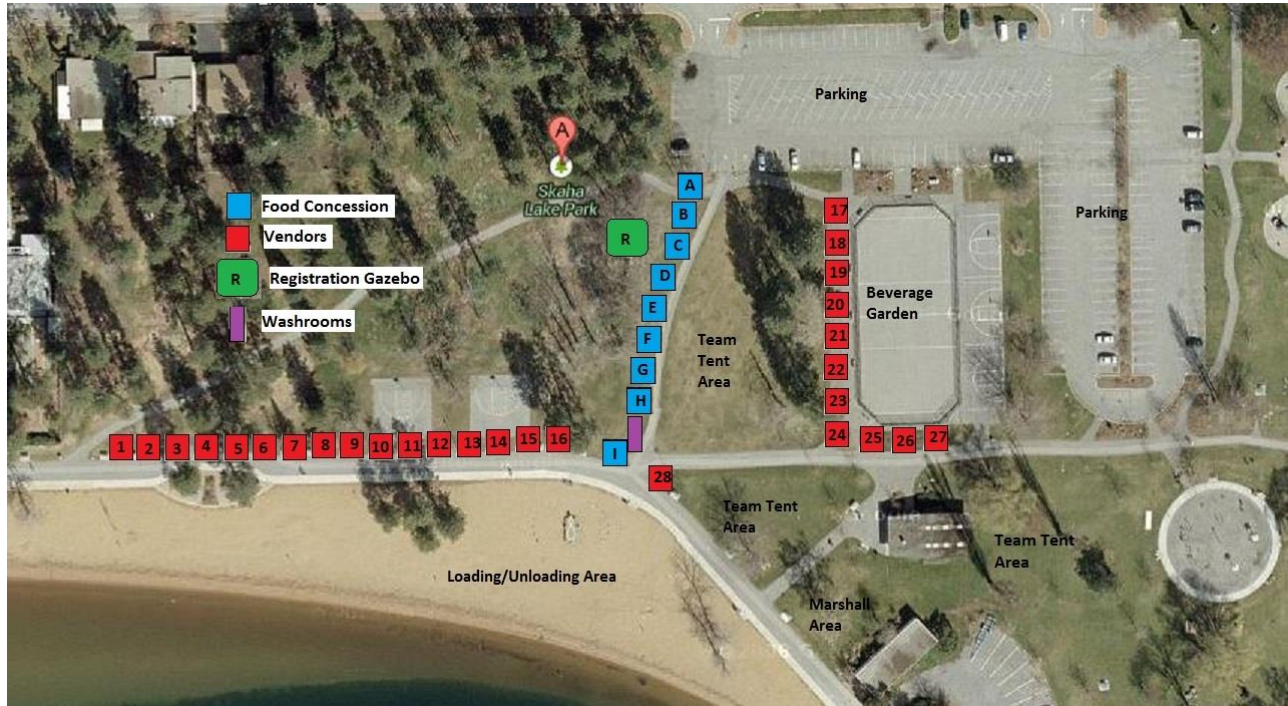 Parking
A
Skaha
Lake Park
A
B
C
D
E
F
G
H
I
R
Food Concession
Vendors
R
Registration Gazebo
Washrooms
Parking
17
18
19
20
21
22
23
24
25
26
27
Beverage
Garden
Team
Tent
Area
1
2
3
4
5
6
7
8
9
10
11
12
13
14
15
16
28
Team Tent
Area
Team Tent
Area
Loading/Unloading Area
Marshall
Area